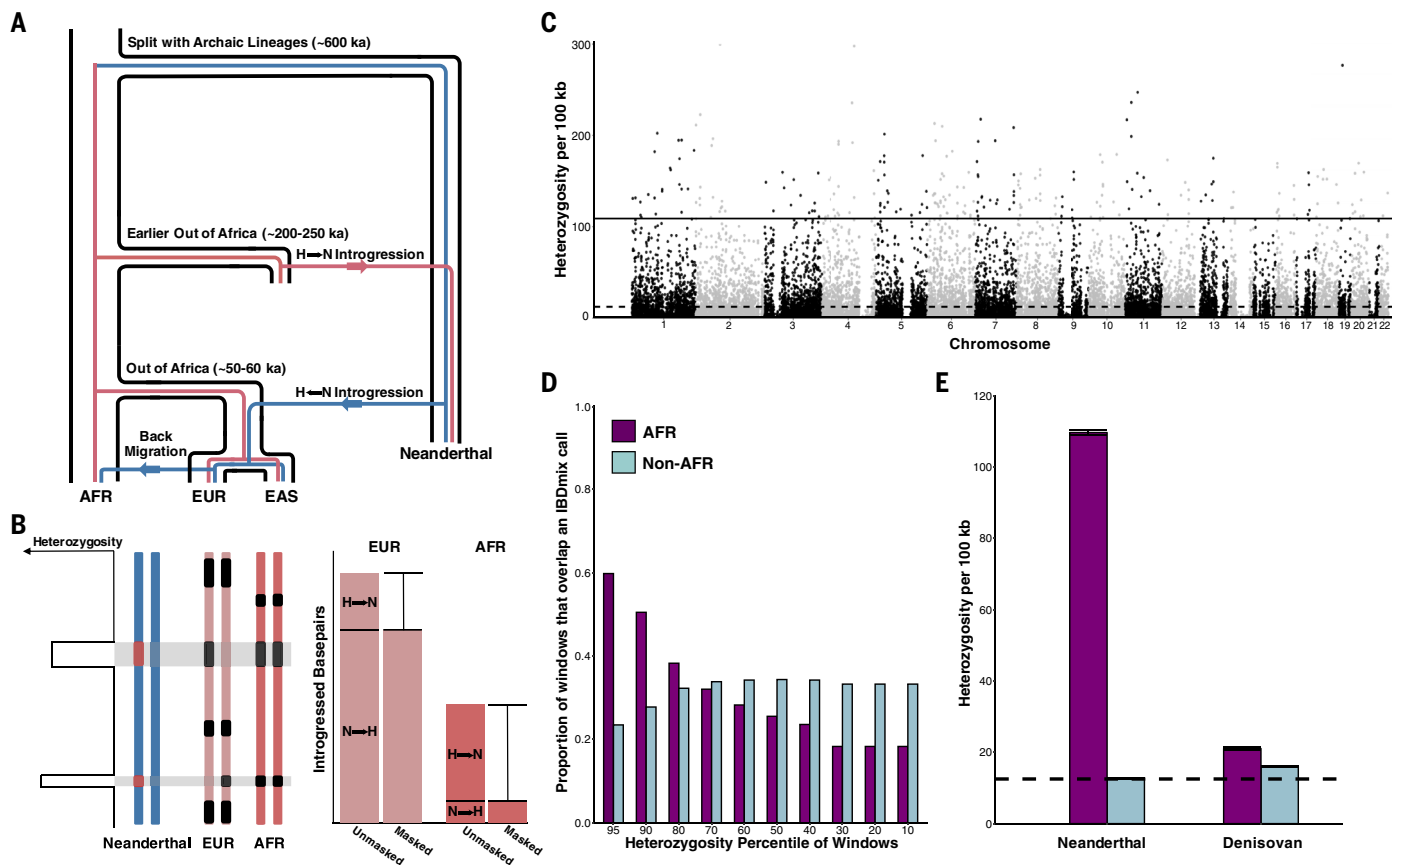 A
Split with Archaic Lineages (~600 ka)
Earlier Out of Africa (~200-250 ka)
H→N Introgression
Out of Africa (~50-60 ka)
H←N Introgression
Back
Migration
Neanderthal
AFR
EUR
EAS
B
Heterozygosity
Neanderthal
EUR
AFR
Introgressed Basepairs
EUR
AFR
H→N
N→H
H→N
N→H
Unmasked
Masked
Unmasked
Masked
C
Heterozygosity per 100 kb
300
200
100
0
1 2 3 4 5 6 7 8 9 10 11 12 13 14 15 16 17 18 19 20 21 22
Chromosome
D
Proportion of windows that overlap an IBDmix call
1.0
0.8
0.6
0.4
0.2
0.0
AFR
Non-AFR
95 90 80 70 60 50 40 30 20 10
Heterozygosity Percentile of Windows
E
Heterozygosity per 100 kb
120
100
80
60
40
20
0
Neanderthal
Denisovan